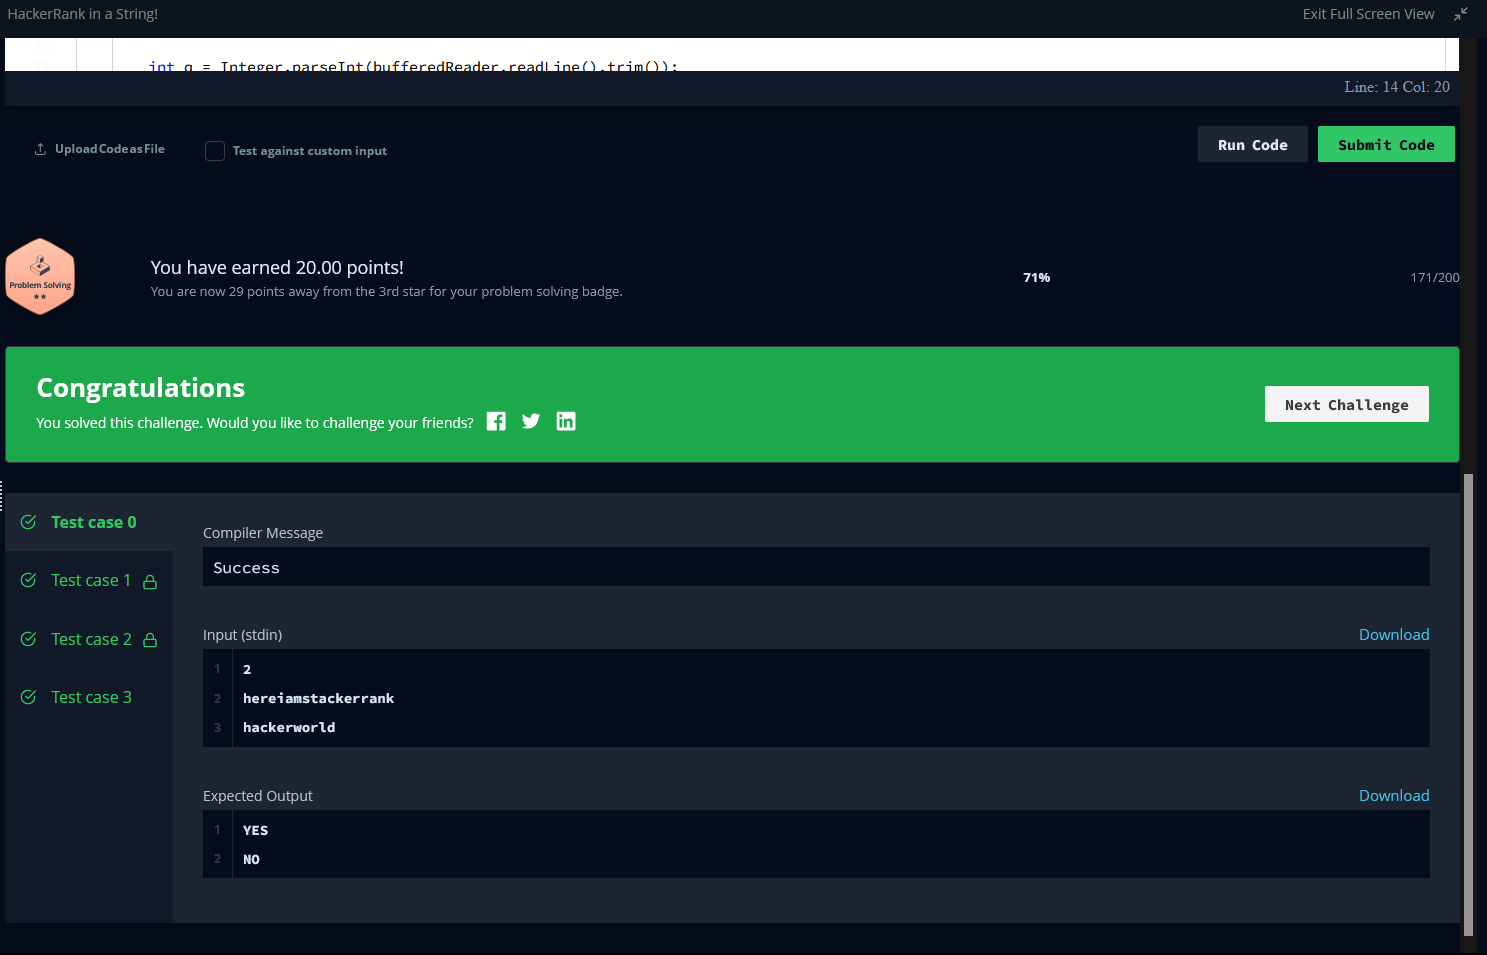 HackerRank in a String!
Exit Full Screen View
36
37 int q = Integer.parseInt(bufferedReader.readLine().trim());
Line: 14 Col: 20
Upload Code as File
Test against custom input
Run Code
Submit Code
Problem Solving
★★
You have earned 20.00 points!
You are now 29 points away from the 3rd star for your problem solving badge.
71%
171/200
Congratulations
You solved this challenge. Would you like to challenge your friends?
Next Challenge
Test case 0
Test case 1
Test case 2
Test case 3
Compiler Message
Success
Input (stdin)
Download
1 2
2 hereiamstackerrank
3 hackerworld
Expected Output
Download
1 YES
2 NO